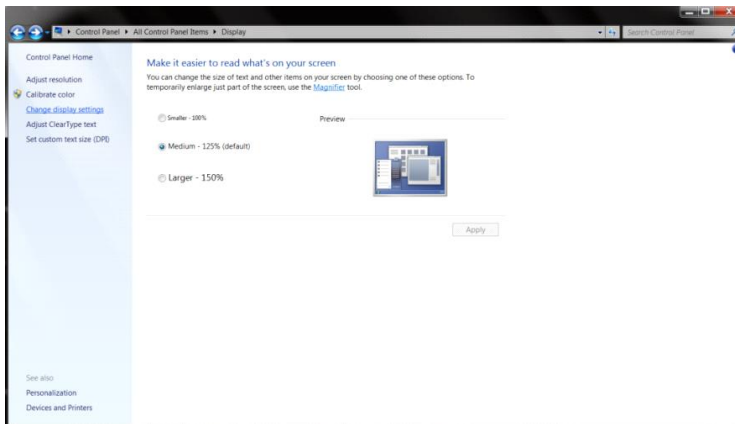 Control Panel ▸ All Control Panel Items ▸ Display
Search Control Panel
Control Panel Home
Adjust resolution
Calibrate color
Change display settings
Adjust ClearType text
Set custom text size (DPI)
See also
Personalization
Devices and Printers
Make it easier to read what's on your screen
You can change the size of text and other items on your screen by choosing one of these options. To
temporarily enlarge just part of the screen, use the Magnifier tool.
Smaller - 100%
Preview
Medium - 125% (default)
Larger - 150%
Apply